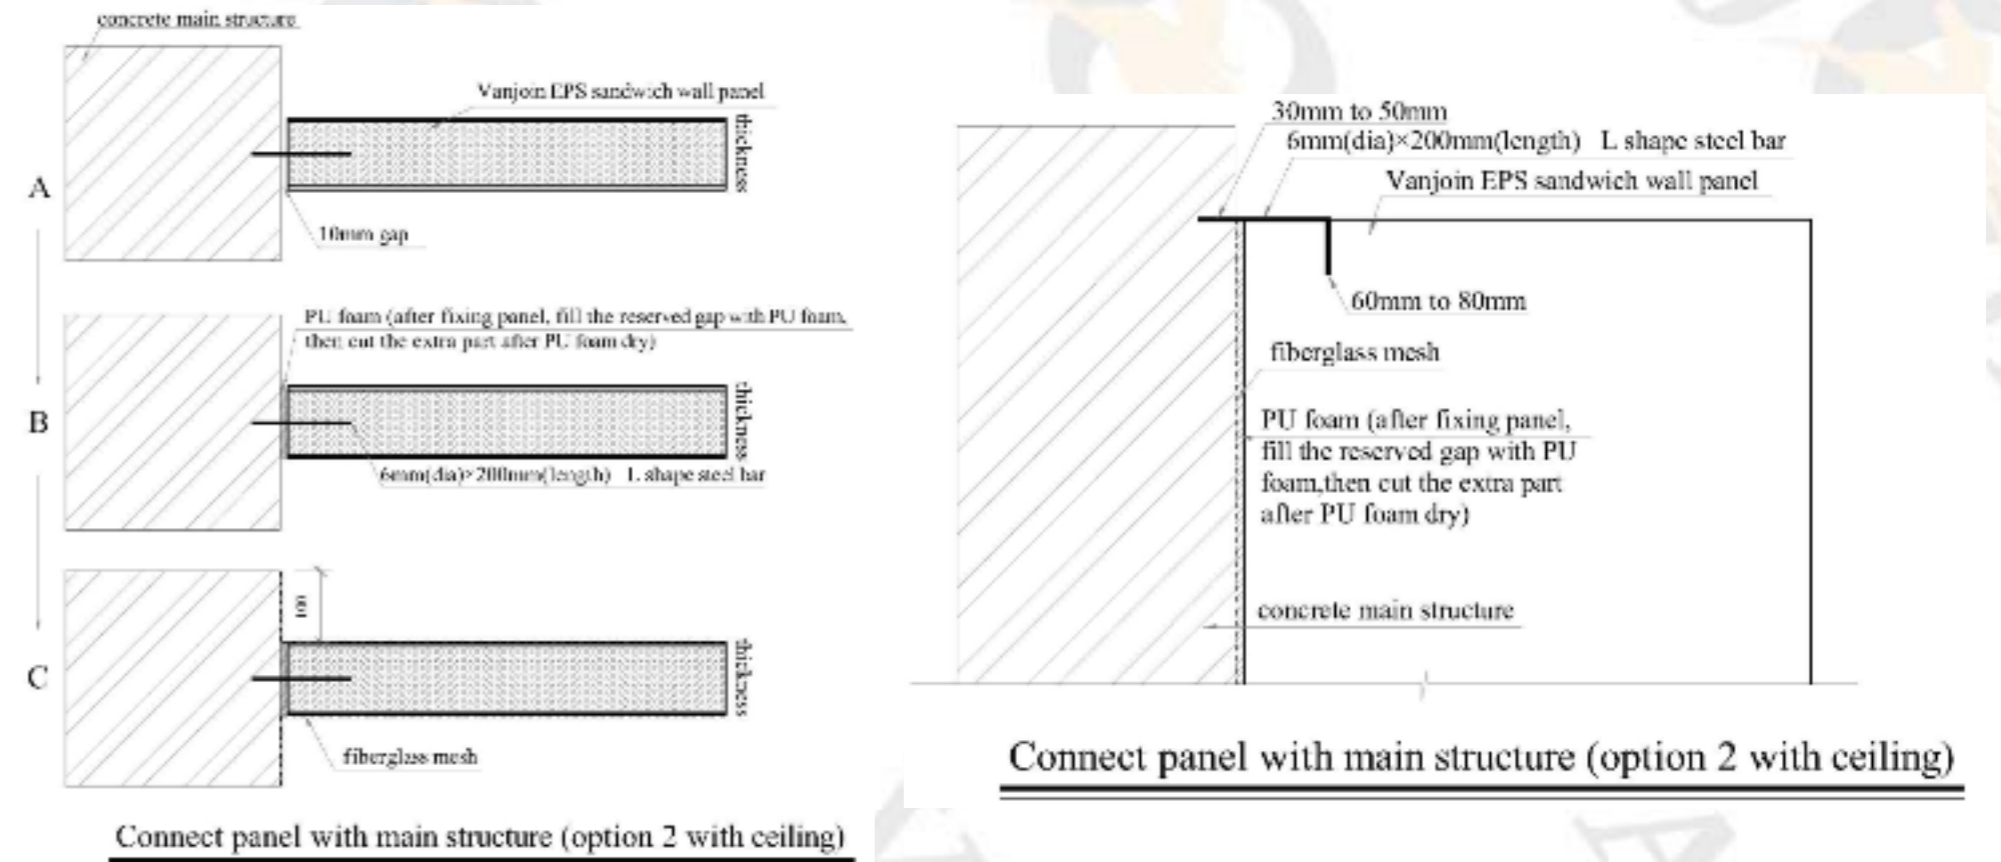 concrete main structure
Vanjoin EPS sandwich wall panel
thickness
A
10mm gap
PU foam (after fixing panel, fill the reserved gap with PU foam,
then cut the extra part after PU foam dry)
B
thickness
6mm(dia)×200mm(length) L shape steel bar
100
C
thickness
fiberglass mesh
Connect panel with main structure (option 2 with ceiling)
30mm to 50mm
6mm(dia)×200mm(length) L shape steel bar
Vanjoin EPS sandwich wall panel
60mm to 80mm
fiberglass mesh
PU foam (after fixing panel,
fill the reserved gap with PU
foam,then cut the extra part
after PU foam dry)
concrete main structure
Connect panel with main structure (option 2 with ceiling)